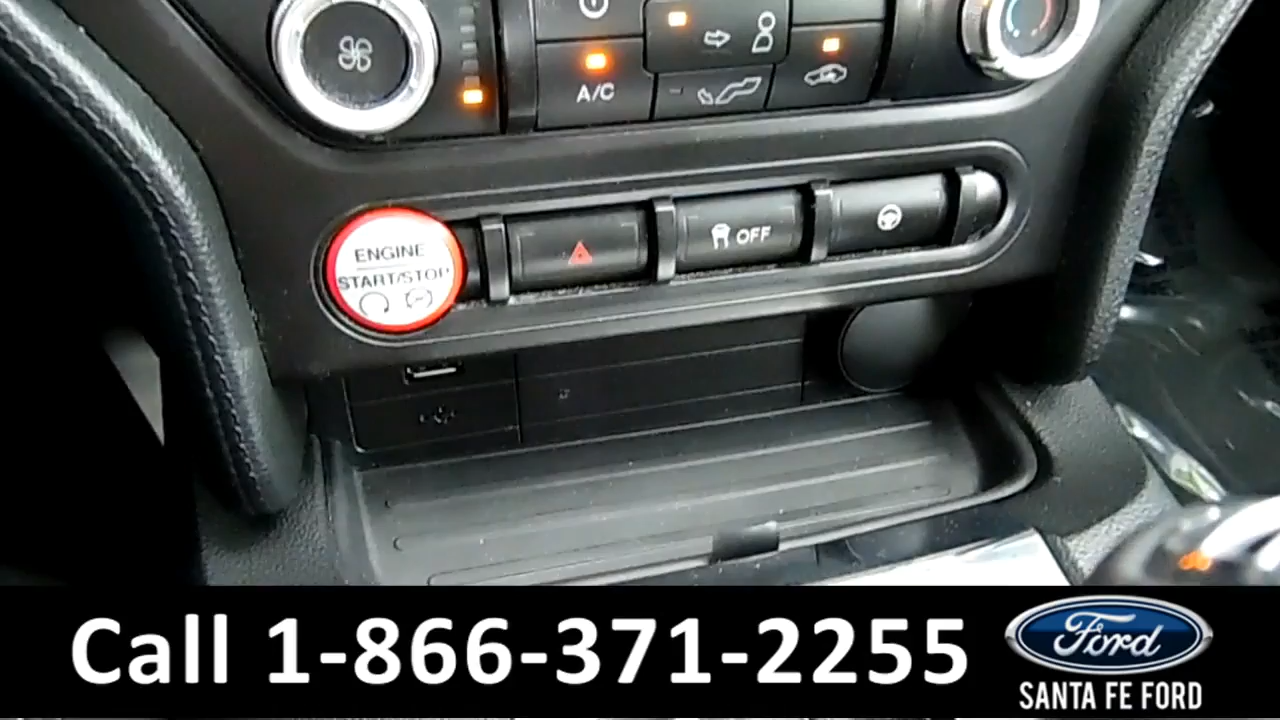 A/C
ENGINE
START/STOP
OFF
Call 1-866-371-2255
Ford
SANTA FE FORD